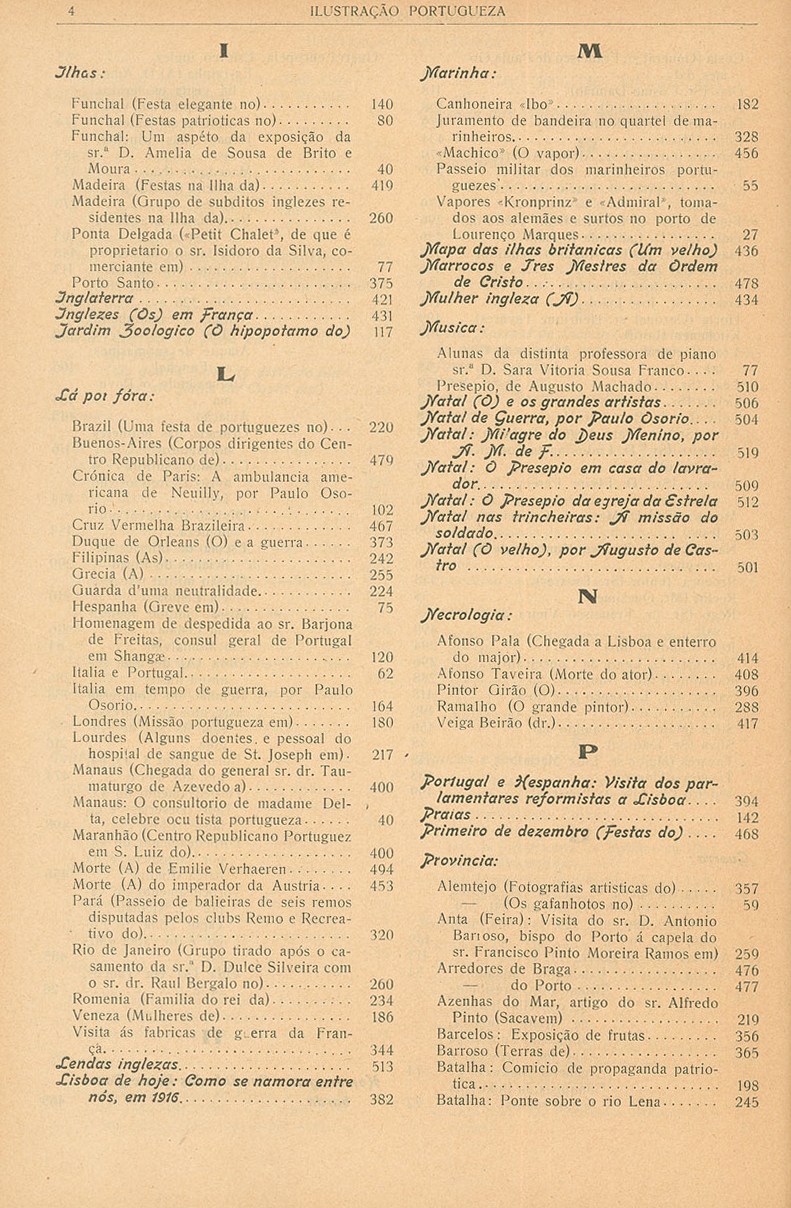 4 ILUSTRAÇÃO PORTUGUEZA
I
Ilhas:
Funchal (Festa elegante no)........... 140
Funchal (Festas patrioticas no)......... 80
Funchal: Um aspéto da exposição da
sr.ª D. Amelia de Sousa de Brito e
Moura........................... 40
Madeira (Festas na Ilha da)........... 419
Madeira (Grupo de subditos inglezes re-
sidentes na Ilha da)............... 260
Ponta Delgada («Petit Chalet», de que é
proprietario o sr. Isidoro da Silva, co-
merciante em).................... 77
Porto Santo........................ 375
Inglaterra.......................... 421
Inglezes (Os) em França............ 431
Jardim Zoologico (O hipopotamo do) 117
L
Lá por fóra:
Brazil (Uma festa de portuguezes no)... 220
Buenos-Aires (Corpos dirigentes do Cen-
tro Republicano de)................ 479
Crónica de Paris: A ambulancia ame-
ricana de Neuilly, por Paulo Oso-
rio.............................. 102
Cruz Vermelha Brazileira............. 467
Duque de Orleans (O) e a guerra...... 373
Filipinas (As)....................... 242
Grecia (A)......................... 255
Guarda d'uma neutralidade............ 224
Hespanha (Greve em)................ 75
Homenagem de despedida ao sr. Barjona
de Freitas, consul geral de Portugal
em Shangæ....................... 120
Italia e Portugal..................... 62
Italia em tempo de guerra, por Paulo
Osorio........................... 164
Londres (Missão portugueza em)....... 180
Lourdes (Alguns doentes e pessoal do
hospital de sangue de St. Joseph em). 217
Manaus (Chegada do general sr. dr. Tau-
maturgo de Azevedo a)............. 400
Manaus: O consultorio de madame Del-
ta, celebre ocu tista portugueza...... 40
Maranhão (Centro Republicano Portuguez
em S. Luiz do).................... 400
Morte (A) de Emilie Verhaeren........ 494
Morte (A) do imperador da Austria.... 453
Pará (Passeio de balieiras de seis remos
disputadas pelos clubs Remo e Recrea-
tivo do).......................... 320
Rio de Janeiro (Grupo tirado após o ca-
samento da sr.ª D. Dulce Silveira com
o sr. dr. Raul Bergalo no)........... 260
Romenia (Familia do rei da).......... 234
Veneza (Mulheres de)................ 186
Visita ás fabricas de guerra da Fran-
ça............................... 344
Lendas inglezas..................... 513
Lisboa de hoje: Como se namora entre
nós, em 1916...................... 382
M
Marinha:
Canhoneira «Ibo».................... 182
Juramento de bandeira no quartel de ma-
rinheiros......................... 328
«Machico» (O vapor)................. 456
Passeio militar dos marinheiros portu-
guezes........................... 55
Vapores «Kronprinz» e «Admiral», toma-
dos aos alemães e surtos no porto de
Lourenço Marques................. 27
Mapa das ilhas britanicas (Um velho) 436
Marrocos e Tres Mestres da Ordem
de Cristo......................... 478
Mulher ingleza (A).................. 434
Musica:
Alunas da distinta professora de piano
sr.ª D. Sara Vitoria Sousa Franco.... 77
Presepio, de Augusto Machado........ 510
Natal (O) e os grandes artistas....... 506
Natal de Guerra, por Paulo Osorio.... 504
Natal: Mi'agre do Deus Menino, por
A. M. de F........................ 519
Natal: O Presepio em casa do lavra-
dor.............................. 509
Natal: O Presepio da egreja da Estrela 512
Natal nas trincheiras: A missão do
soldado........................... 503
Natal (O velho), por Augusto de Cas-
tro.............................. 501
N
Necrologia:
Afonso Pala (Chegada a Lisboa e enterro
do major)......................... 414
Afonso Taveira (Morte do ator)........ 408
Pintor Girão (O).................... 396
Ramalho (O grande pintor)........... 288
Veiga Beirão (dr.)................... 417
P
Portugal e Hespanha: Visita dos par-
lamentares reformistas a Lisboa.... 394
Praias............................. 142
Primeiro de dezembro (Festas do).... 468
Provincia:
Alemtejo (Fotografias artisticas do)..... 357
— (Os gafanhotos no).......... 59
Anta (Feira): Visita do sr. D. Antonio
Barroso, bispo do Porto á capela do
sr. Francisco Pinto Moreira Ramos em) 259
Arredores de Braga.................. 476
— do Porto.................. 477
Azenhas do Mar, artigo do sr. Alfredo
Pinto (Sacavem).................. 219
Barcelos: Exposição de frutas......... 356
Barroso (Terras de).................. 365
Batalha: Comicio de propaganda patrio-
tica.............................. 198
Batalha: Ponte sobre o rio Lena....... 245